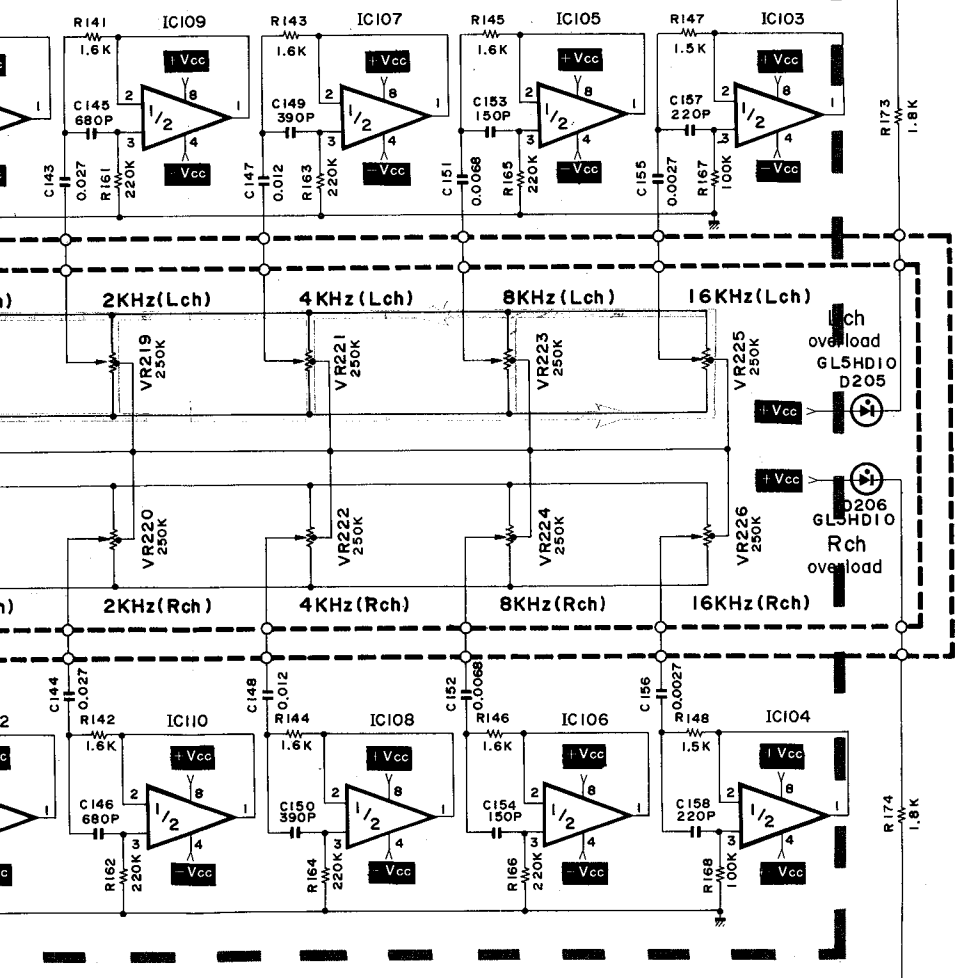 R141 IC109 R143 IC107 R145 IC105 R147 IC103
1.6K 1.6K 1.6K 1.5K
+Vcc +Vcc +Vcc +Vcc
2 8 1 2 8 1 2 8 1 2 8 1
C145 C149 C153 C157
680P 390P 150P 220P
1/2 1/2 1/2 1/2
3 4 3 4 3 4 3 4
-Vcc -Vcc -Vcc -Vcc
C143 0.027 R161 220K C147 0.012 R163 220K C151 0.0068 R165 220K C155 0.0027 R167 100K
R173 1.8K
2KHz(Lch) 4KHz(Lch) 8KHz(Lch) 16KHz(Lch)
VR219 250K VR221 250K VR223 250K VR225 250K
Lch
overload
GL5HD10
D205
+Vcc
+Vcc
D206
GL5HD10
Rch
overload
VR220 250K VR222 250K VR224 250K VR226 250K
2KHz(Rch) 4KHz(Rch) 8KHz(Rch) 16KHz(Rch)
C144 0.027 C148 0.012 C152 0.0068 C156 0.0027
2 R142 IC110 R144 IC108 R146 IC106 R148 IC104
1.6K 1.6K 1.6K 1.5K
+Vcc +Vcc +Vcc +Vcc
2 8 1 2 8 1 2 8 1 2 8 1
1
C146 C150 C154 C158
680P 390P 150P 220P
1/2 1/2 1/2 1/2
3 4 3 4 3 4 3 4
-Vcc -Vcc -Vcc -Vcc
R162 220K R164 220K R166 220K R168 100K
R174 1.8K